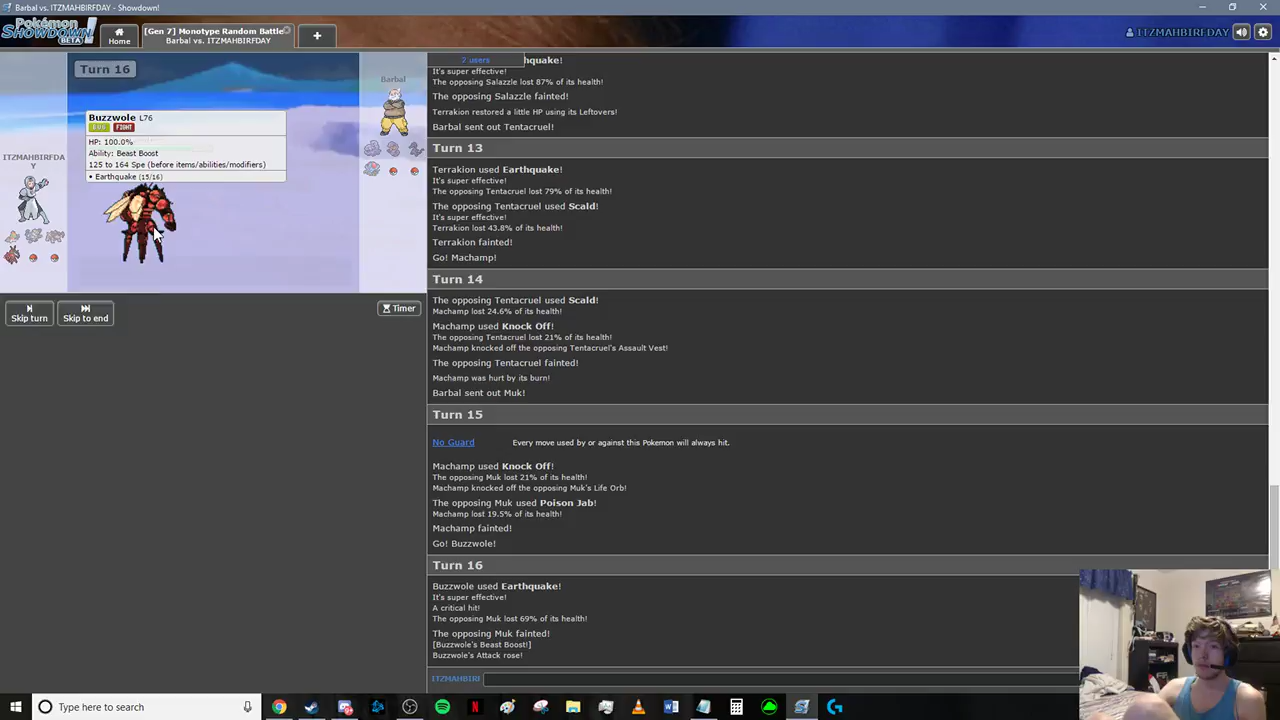 Barbal vs. ITZMAHBIRFDAY - Showdown!
Pokémon
SHOWDOWN!
BETA
Home
[Gen 7] Monotype Random Battle
Barbal vs. ITZMAHBIRFDAY
+
ITZMAHBIRFDAY
Turn 16
Barbal
Buzzwole L76
BUG FIGHT
HP: 100.0%
Ability: Beast Boost
125 to 164 Spe (before items/abilities/modifiers)
• Earthquake (15/16)
ITZMAHBIRFDA
Y
Skip turn
Skip to end
Timer
2 users
hquake!
It's super effective!
The opposing Salazzle lost 87% of its health!
The opposing Salazzle fainted!
Terrakion restored a little HP using its Leftovers!
Barbal sent out Tentacruel!
Turn 13
Terrakion used Earthquake!
It's super effective!
The opposing Tentacruel lost 79% of its health!
The opposing Tentacruel used Scald!
It's super effective!
Terrakion lost 43.8% of its health!
Terrakion fainted!
Go! Machamp!
Turn 14
The opposing Tentacruel used Scald!
Machamp lost 24.6% of its health!
Machamp used Knock Off!
The opposing Tentacruel lost 21% of its health!
Machamp knocked off the opposing Tentacruel's Assault Vest!
The opposing Tentacruel fainted!
Machamp was hurt by its burn!
Barbal sent out Muk!
Turn 15
No Guard Every move used by or against this Pokemon will always hit.
Machamp used Knock Off!
The opposing Muk lost 21% of its health!
Machamp knocked off the opposing Muk's Life Orb!
The opposing Muk used Poison Jab!
Machamp lost 19.5% of its health!
Machamp fainted!
Go! Buzzwole!
Turn 16
Buzzwole used Earthquake!
It's super effective!
A critical hit!
The opposing Muk lost 69% of its health!
The opposing Muk fainted!
[Buzzwole's Beast Boost!]
Buzzwole's Attack rose!
ITZMAHBIRF
Type here to search